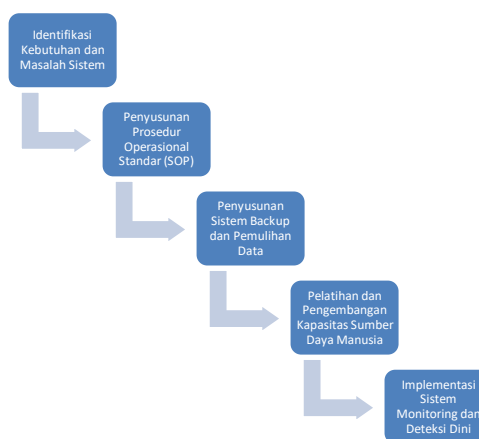 Identifikasi
Kebutuhan dan
Masalah Sistem
Penyusunan
Prosedur
Operasional
Standar (SOP)
Penyusunan
Sistem Backup
dan Pemulihan
Data
Pelatihan dan
Pengembangan
Kapasitas Sumber
Daya Manusia
Implementasi
Sistem
Monitoring dan
Deteksi Dini